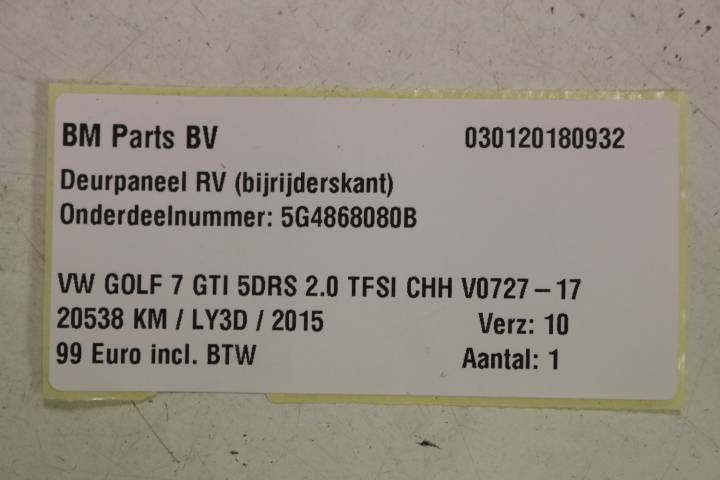 BM Parts BV 030120180932
Deurpaneel RV (bijrijderskant)
Onderdeelnummer: 5G4868080B
VW GOLF 7 GTI 5DRS 2.0 TFSI CHH V0727-17
20538 KM / LY3D / 2015 Verz: 10
99 Euro incl. BTW Aantal: 1